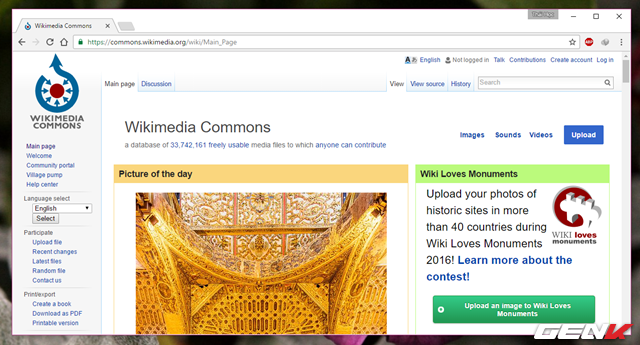 Wikimedia Commons
https://commons.wikimedia.org/wiki/Main_Page
English Not logged in Talk Contributions Create account Log in
Main page Discussion View View source History Search
WIKIMEDIA
COMMONS
Main page
Welcome
Community portal
Village pump
Help center
Language select
English
Select
Participate
Upload file
Recent changes
Latest files
Random file
Contact us
Print/export
Create a book
Download as PDF
Printable version
Wikimedia Commons
a database of 33,742,161 freely usable media files to which anyone can contribute
Images Sounds Videos Upload
Picture of the day
Wiki Loves Monuments
Upload your photos of
historic sites in more
than 40 countries during
Wiki Loves Monuments
2016! Learn more about the
contest!
WIKI loves
monuments
Upload an image to Wiki Loves
Monuments
GENK